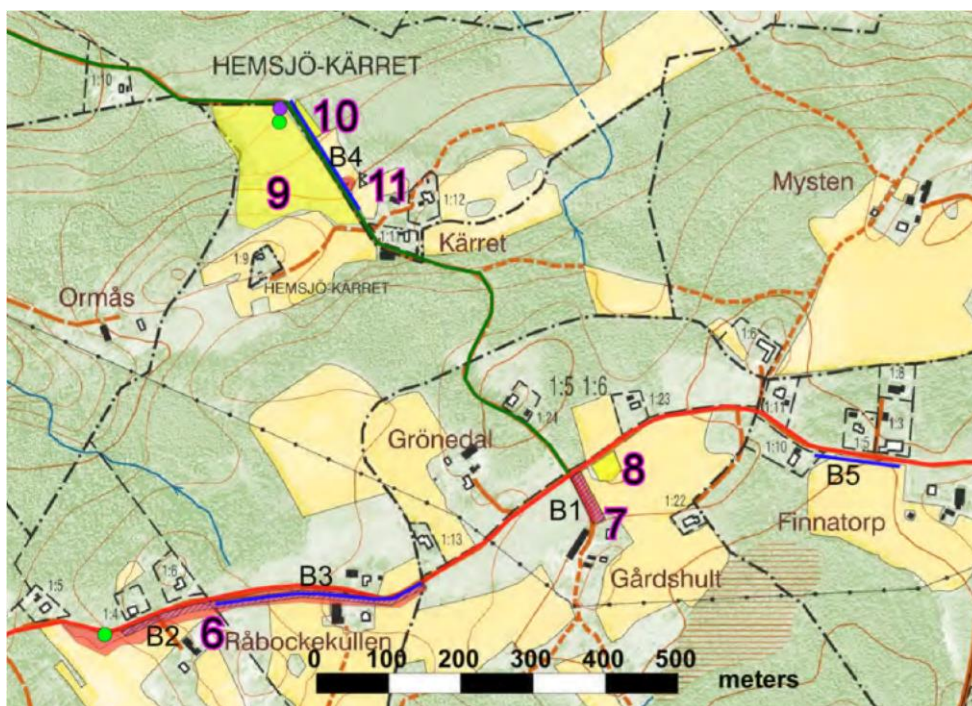 HEMSJÖ-KÄRRET
1:10
10
B4
9
11
1:12
Mysten
Kärret
1:11
1:9
HEMSJÖ-KÄRRET
Ormås
1:6
1:5 1:6
1:23
1:8
1:24
1:11
1:3
Grönedal
1:5
1:10
8
B5
B1
7
1:22
Finnatorp
1:13
B3
1:6
Gårdshult
1:5
1:4
B2
6
Råbockekullen
0 100 200 300 400 500
meters